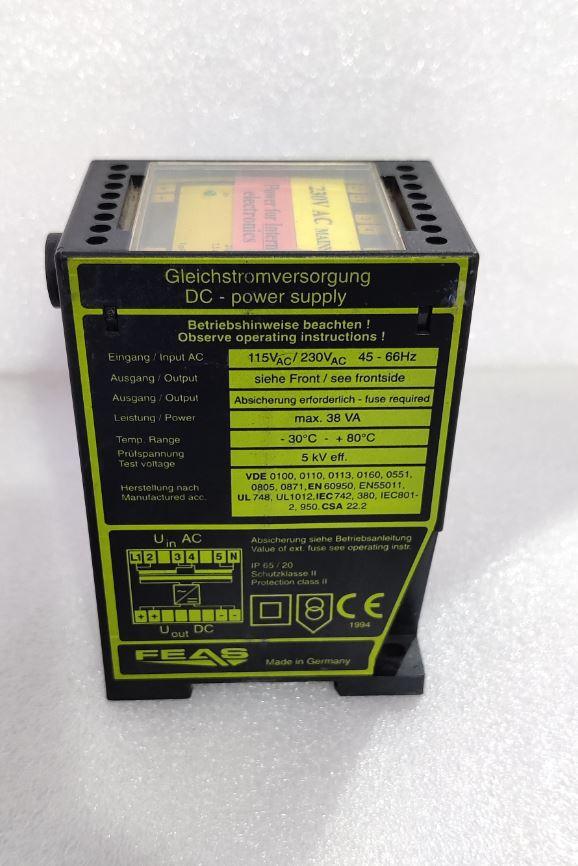 230V AC MAINS
Power for Intern
electronics
Gleichstromversorgung
DC - power supply
Betriebshinweise beachten !
Observe operating instructions !
Eingang / Input AC 115VAC/ 230VAC 45 - 66Hz
Ausgang / Output siehe Front / see frontside
Ausgang / Output Absicherung erforderlich - fuse required
Leistung / Power max. 38 VA
Temp. Range - 30°C - + 80°C
Prüfspannung
Test voltage 5 kV eff.
Herstellung nach
Manufactured acc.
VDE 0100, 0110, 0113, 0160, 0551,
0805, 0871, EN 60950, EN55011,
UL 748, UL1012, IEC 742, 380, IEC801-
2, 950, CSA 22.2
Uin AC
L1 2 3 4 5 N
+ + - -
Uout DC
Absicherung siehe Betriebsanleitung
Value of ext. fuse see operating instr.
IP 65 / 20
Schutzklasse II
Protection class II
CE
1994
FEAS
Made in Germany